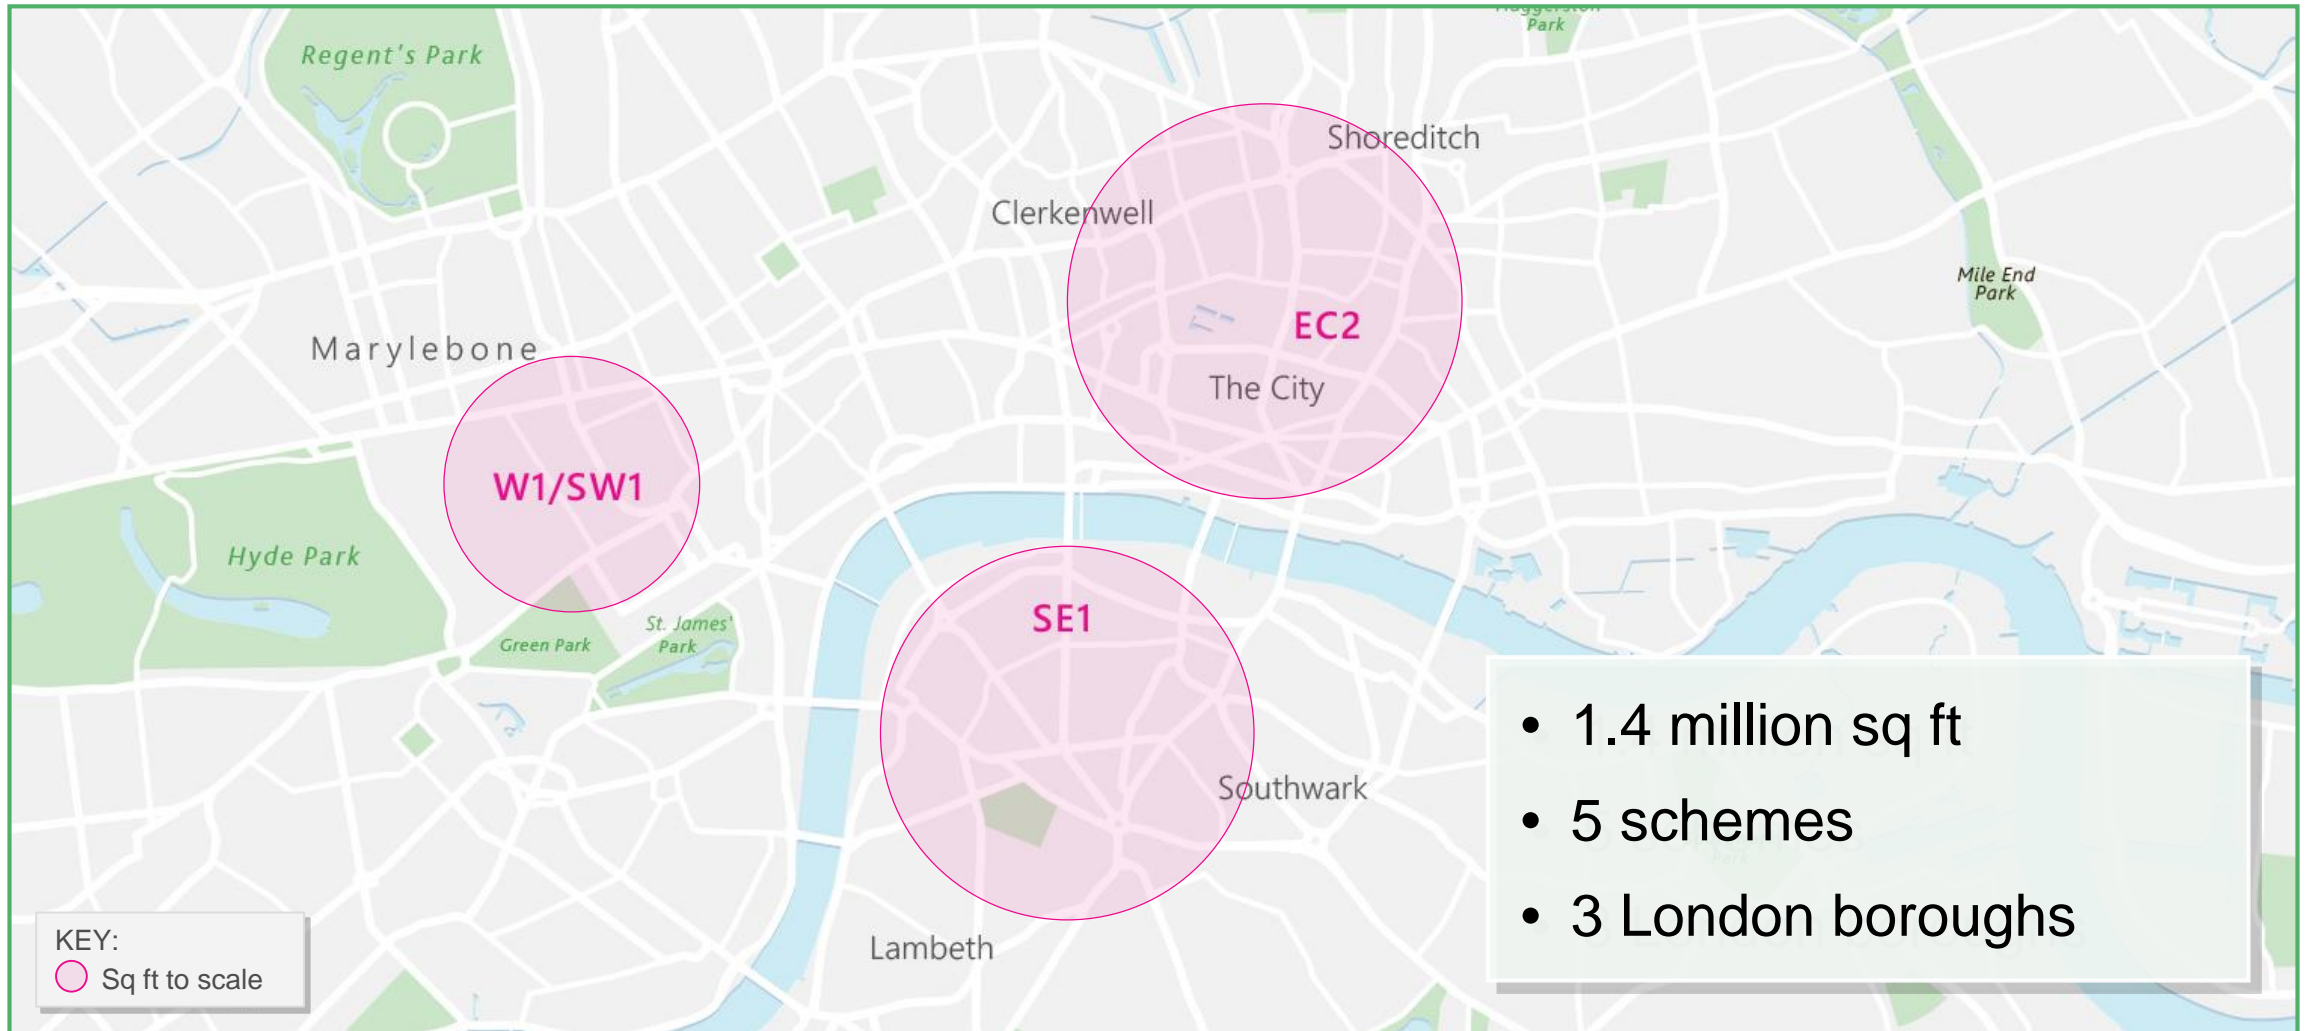 Park
Regent's Park
Shoreditch
Clerkenwell
Mile End
Park
EC2
Marylebone
The City
W1/SW1
Hyde Park
SE1
St. James'
Park
Green Park
• 1.4 million sq ft
Southwark
• 5 schemes
• 3 London boroughs
KEY:
Sq ft to scale
Lambeth